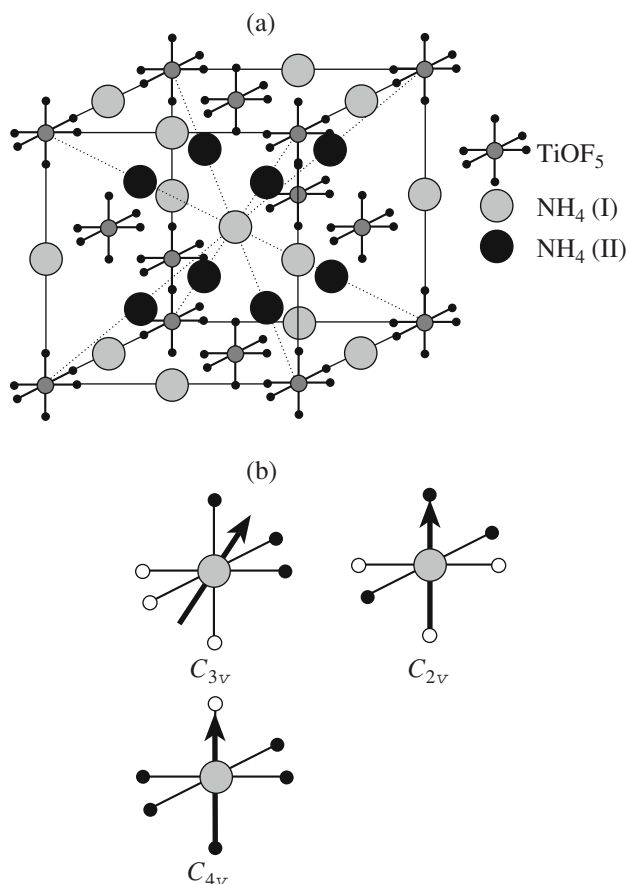 (a)
TiOF₅
NH₄ (I)
NH₄ (II)
(b)
C₃ᵥ
C₂ᵥ
C₄ᵥ